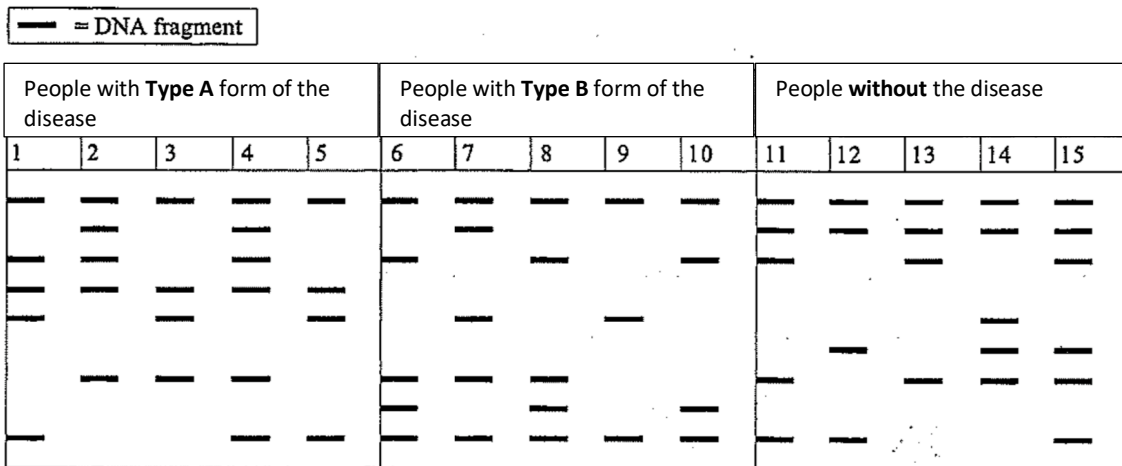 = DNA fragment
People with Type A form of the
disease
People with Type B form of the
disease
People without the disease
1 2 3 4 5 6 7 8 9 10 11 12 13 14 15